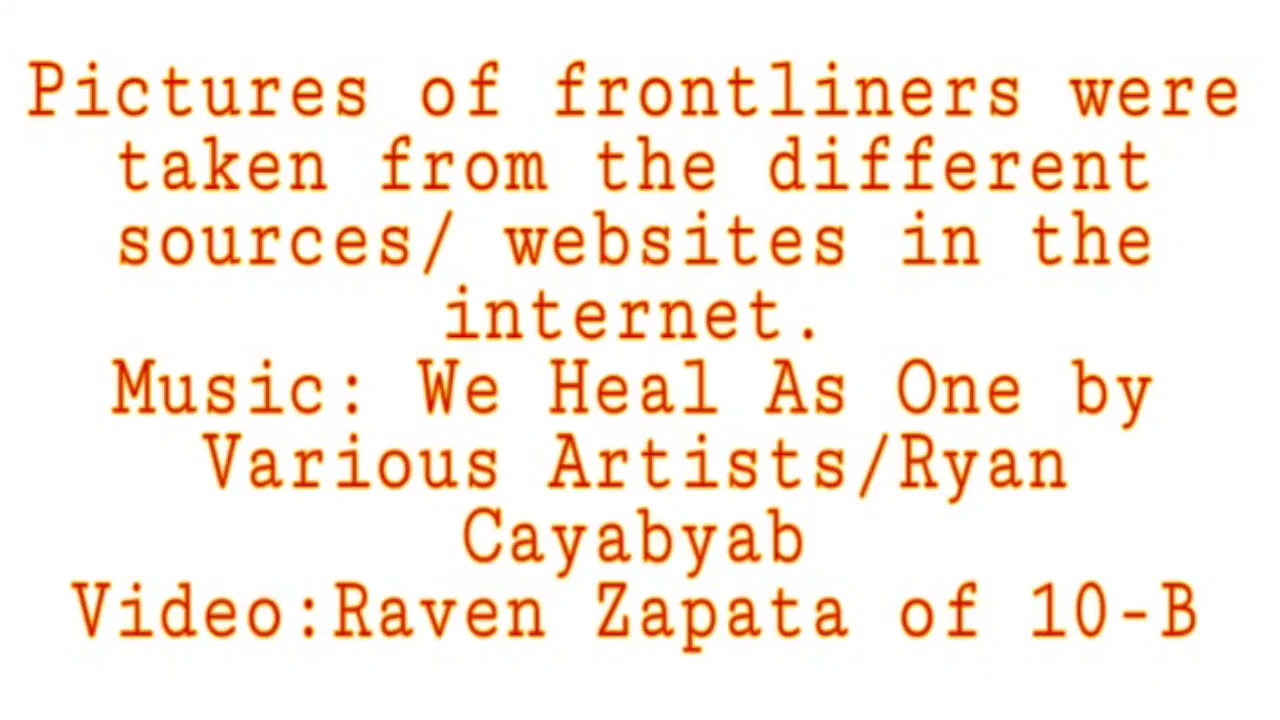 Pictures of frontliners were
taken from the different
sources/ websites in the
internet.
Music: We Heal As One by
Various Artists/Ryan
Cayabyab
Video:Raven Zapata of 10-B